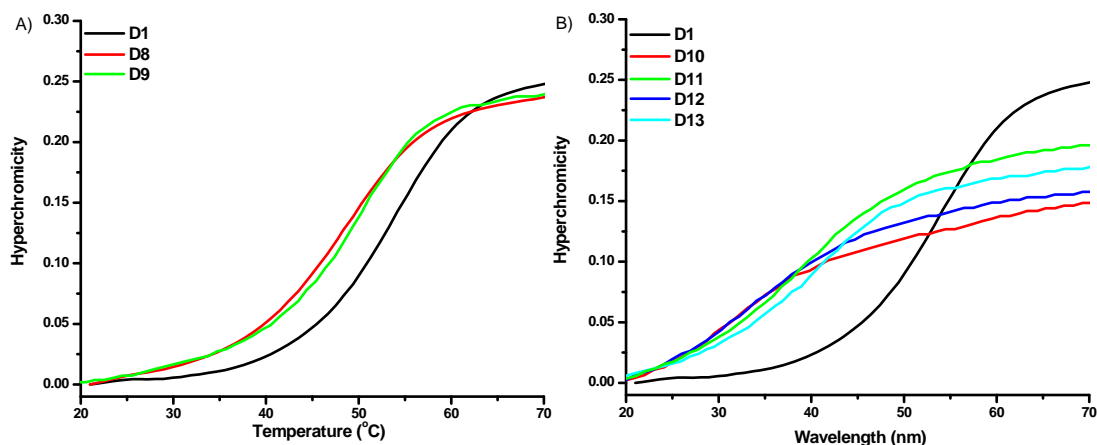 A)
D1
D8
D9
Hyperchromicity
0.30
0.25
0.20
0.15
0.10
0.05
0.00
20 30 40 50 60 70
Temperature (°C)
B)
D1
D10
D11
D12
D13
Hyperchromicity
0.30
0.25
0.20
0.15
0.10
0.05
0.00
20 30 40 50 60 70
Wavelength (nm)